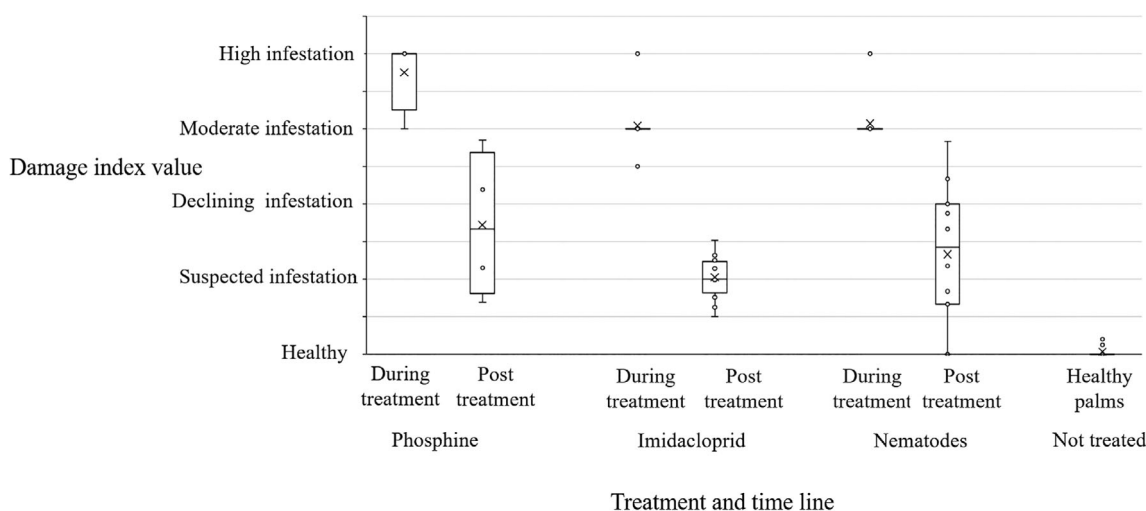 High infestation
Moderate infestation
Damage index value
Declining infestation
Suspected infestation
Healthy
During treatment
Post treatment
During treatment
Post treatment
During treatment
Post treatment
Healthy palms
Phosphine
Imidacloprid
Nematodes
Not treated
Treatment and time line